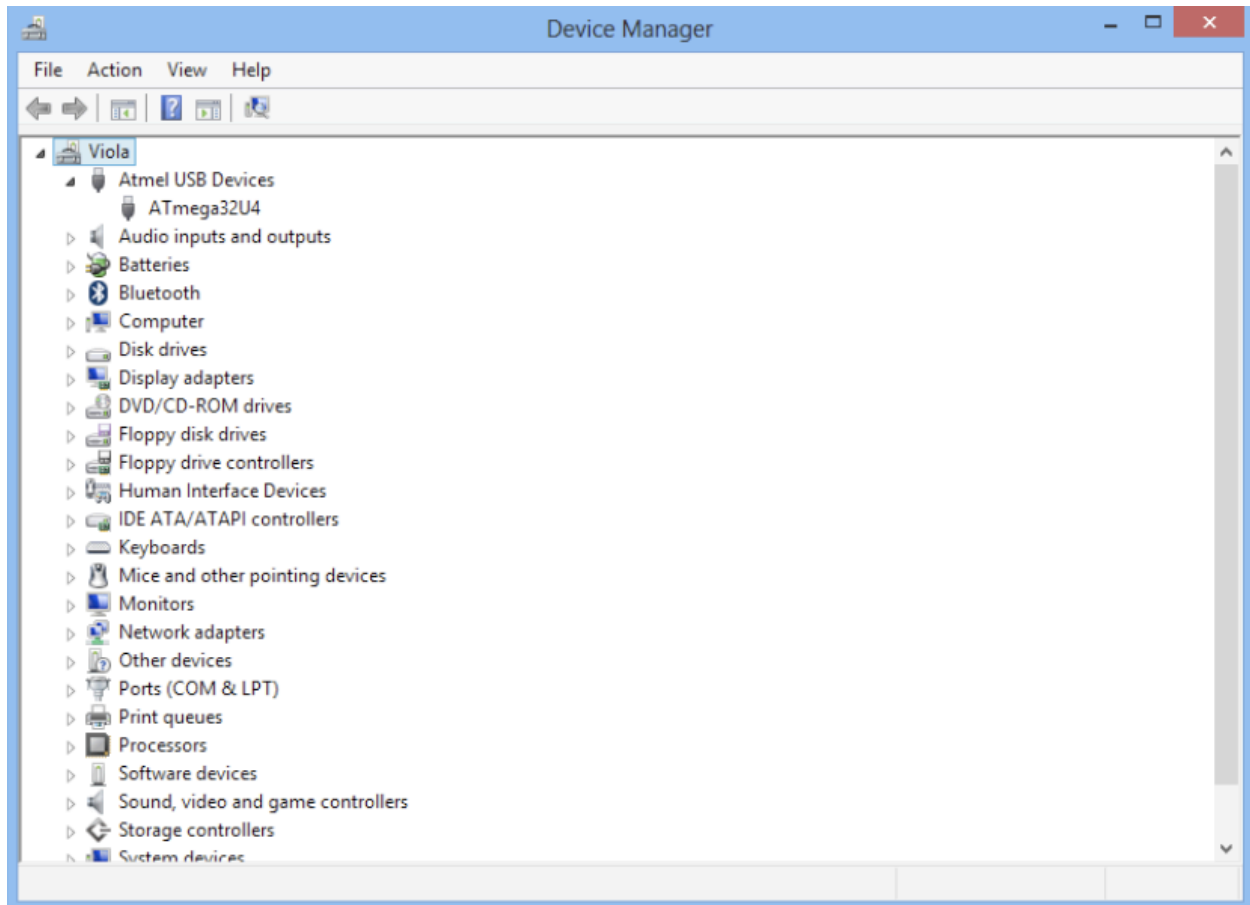 Device Manager
File Action View Help
Viola
Atmel USB Devices
ATmega32U4
Audio inputs and outputs
Batteries
Bluetooth
Computer
Disk drives
Display adapters
DVD/CD-ROM drives
Floppy disk drives
Floppy drive controllers
Human Interface Devices
IDE ATA/ATAPI controllers
Keyboards
Mice and other pointing devices
Monitors
Network adapters
Other devices
Ports (COM & LPT)
Print queues
Processors
Software devices
Sound, video and game controllers
Storage controllers
System devices